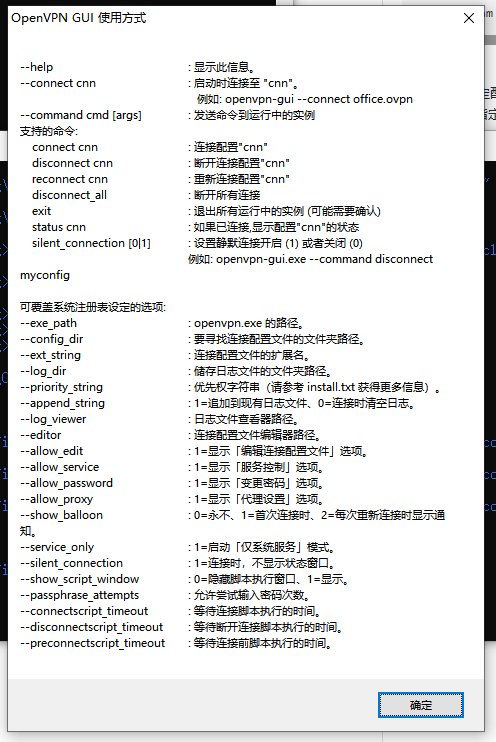 OpenVPN GUI 使用方式
--help : 显示此信息。
--connect cnn : 启动时连接至 "cnn"。
例如: openvpn-gui --connect office.ovpn
--command cmd [args] : 发送命令到运行中的实例
支持的命令:
connect cnn : 连接配置"cnn"
disconnect cnn : 断开连接配置"cnn"
reconnect cnn : 重新连接配置"cnn"
disconnect_all : 断开所有连接
exit : 退出所有运行中的实例 (可能需要确认)
status cnn : 如果已连接,显示配置"cnn"的状态
silent_connection [0|1] : 设置静默连接开启 (1) 或者关闭 (0)
例如: openvpn-gui.exe --command disconnect
myconfig
可覆盖系统注册表设定的选项:
--exe_path : openvpn.exe 的路径。
--config_dir : 要寻找连接配置文件的文件夹路径。
--ext_string : 连接配置文件的扩展名。
--log_dir : 储存日志文件的文件夹路径。
--priority_string : 优先权字符串（请参考 install.txt 获得更多信息）。
--append_string : 1=追加到现有日志文件、0=连接时清空日志。
--log_viewer : 日志文件查看器路径。
--editor : 连接配置文件编辑器路径。
--allow_edit : 1=显示「编辑连接配置文件」选项。
--allow_service : 1=显示「服务控制」选项。
--allow_password : 1=显示「变更密码」选项。
--allow_proxy : 1=显示「代理设置」选项。
--show_balloon : 0=永不、1=首次连接时、2=每次重新连接时显示通
知。
--service_only : 1=启动「仅系统服务」模式。
--silent_connection : 1=连接时，不显示状态窗口。
--show_script_window : 0=隐藏脚本执行窗口、1=显示。
--passphrase_attempts : 允许尝试输入密码次数。
--connectscript_timeout : 等待连接脚本执行的时间。
--disconnectscript_timeout : 等待断开连接脚本执行的时间。
--preconnectscript_timeout : 等待连接前脚本执行的时间。
确定